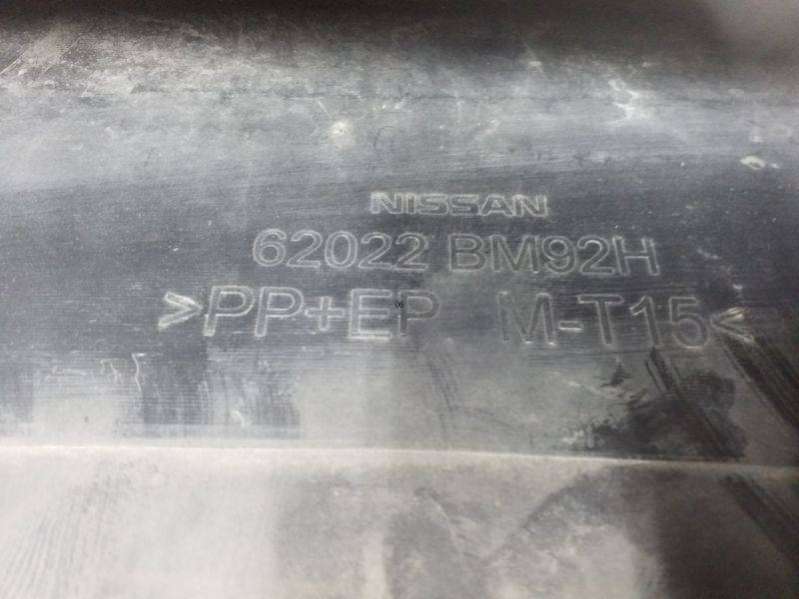 NISSAN
62022 BM92H
>PP+EP M-T15<